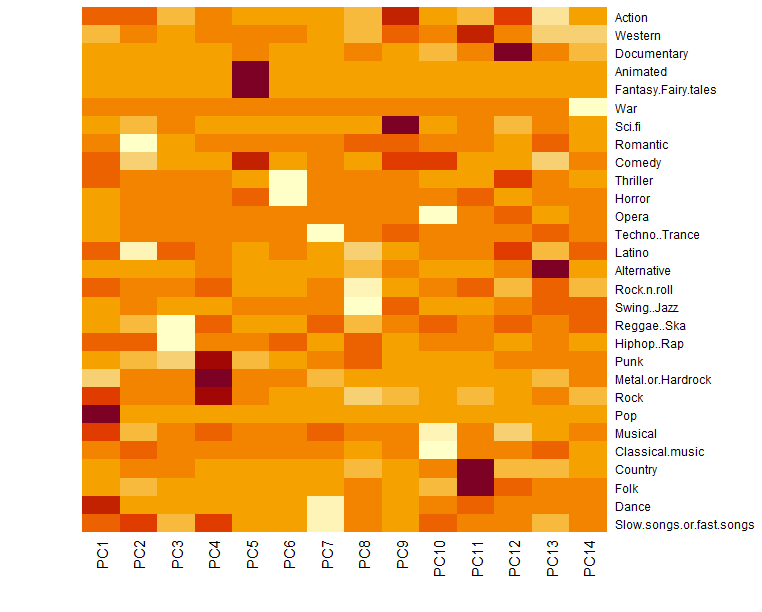 Action
Western
Documentary
Animated
Fantasy.Fairy.tales
War
Sci.fi
Romantic
Comedy
Thriller
Horror
Opera
Techno..Trance
Latino
Alternative
Rock.n.roll
Swing..Jazz
Reggae..Ska
Hiphop..Rap
Punk
Metal.or.Hardrock
Rock
Pop
Musical
Classical.music
Country
Folk
Dance
Slow.songs.or.fast.songs
PC1 PC2 PC3 PC4 PC5 PC6 PC7 PC8 PC9 PC10 PC11 PC12 PC13 PC14